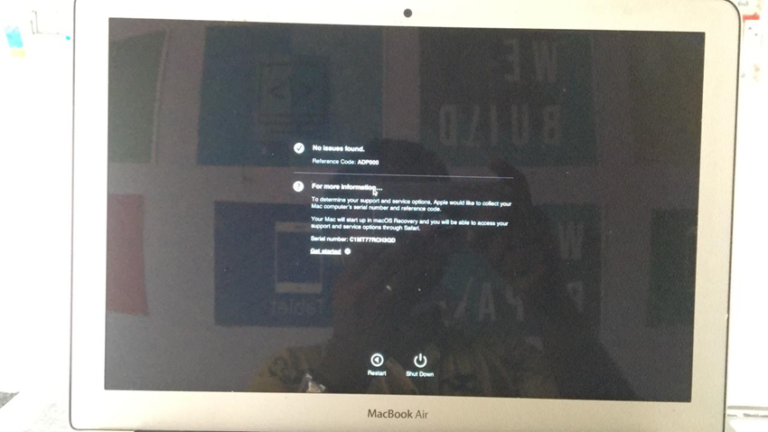 No issues found.
Reference Code: ADP000
For more information...
To determine your support and service options, Apple would like to collect your
Mac computer's serial number and reference code.
Your Mac will start up in macOS Recovery and you will be able to access your
support and service options through Safari.
Serial number:
Get started
Restart
Shut Down
MacBook Air
WE
BUILD
Tablet